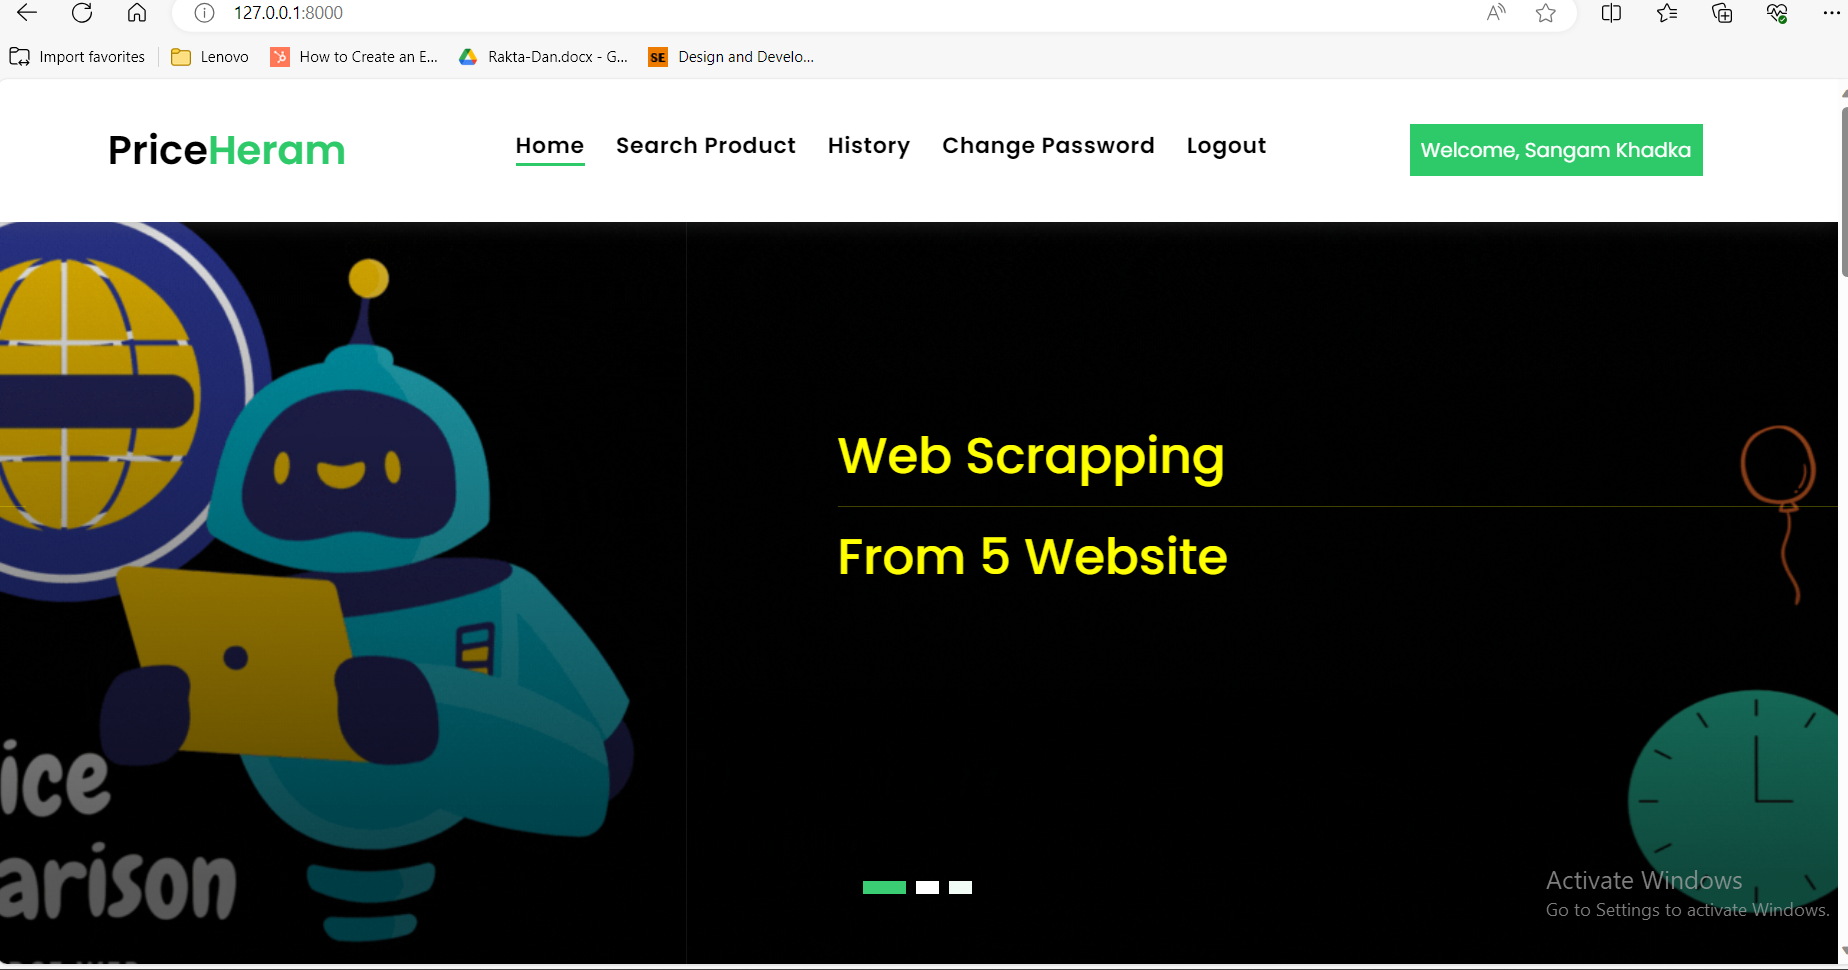 127.0.0.1:8000
Import favorites Lenovo How to Create an E... Rakta-Dan.docx - G... SE Design and Develo...
PriceHeram Home Search Product History Change Password Logout Welcome, Sangam Khadka
Web Scrapping
From 5 Website
ice
arison
Activate Windows
Go to Settings to activate Windows.